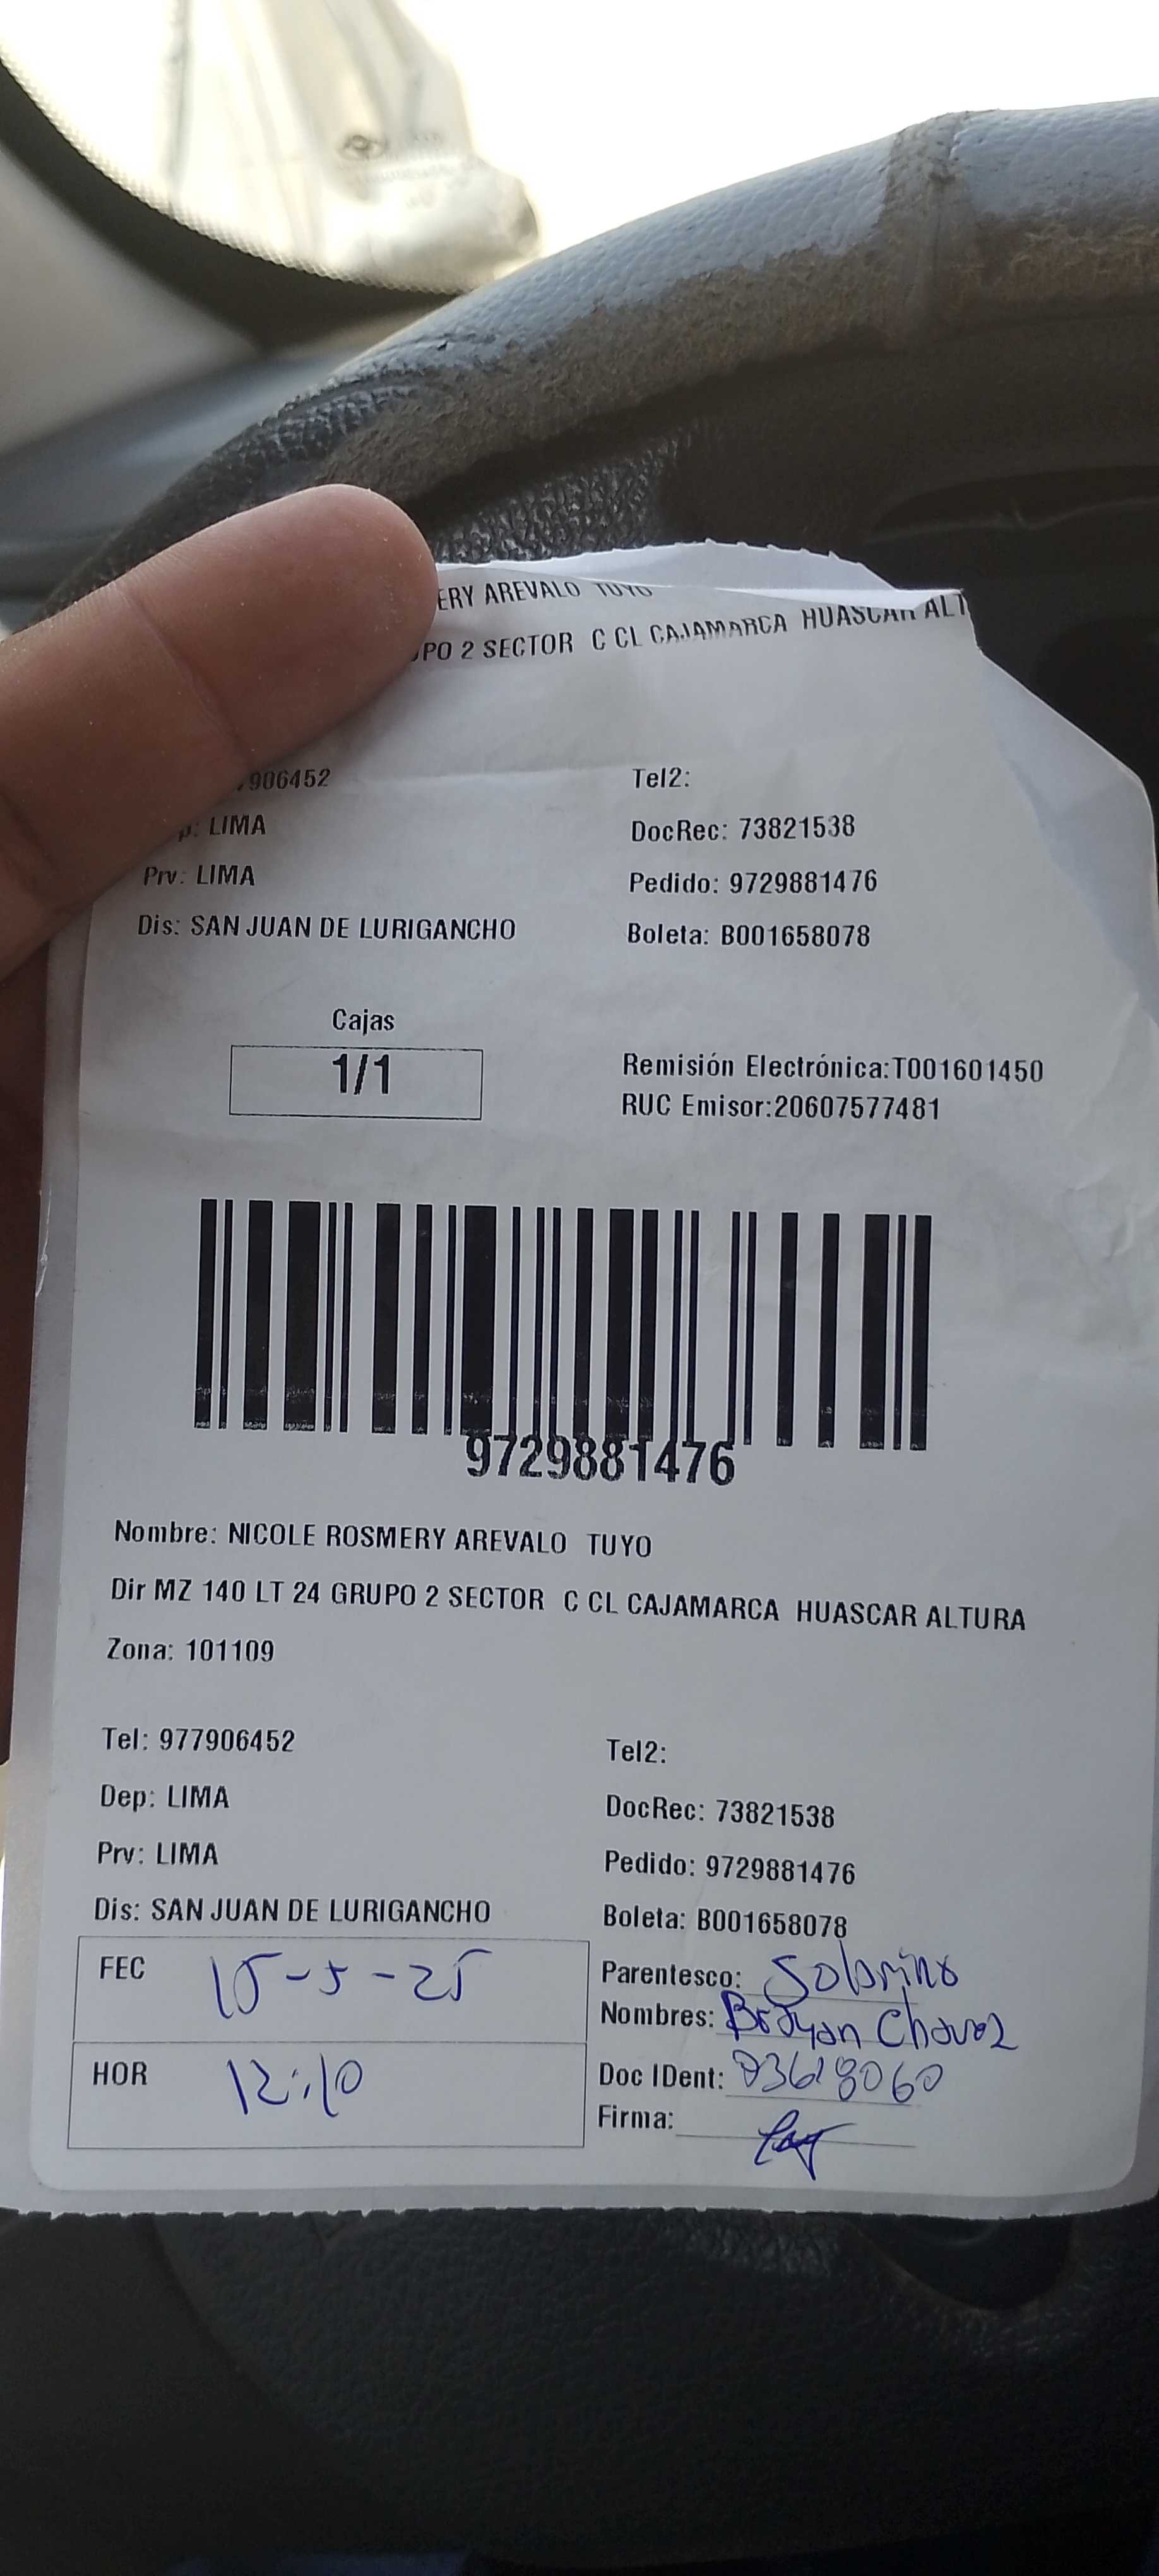 ERY AREVALO TUYO
PO 2 SECTOR C CL CAJAMARCA HUASCAR ALT
906452
Tel2:
p: LIMA
DocRec: 73821538
Prv: LIMA
Pedido: 9729881476
Dis: SAN JUAN DE LURIGANCHO
Boleta: B001658078
Cajas
1/1
Remisión Electrónica:T001601450
RUC Emisor:20607577481
9729881476
Nombre: NICOLE ROSMERY AREVALO TUYO
Dir MZ 140 LT 24 GRUPO 2 SECTOR C CL CAJAMARCA HUASCAR ALTURA
Zona: 101109
Tel: 977906452
Tel2:
Dep: LIMA
DocRec: 73821538
Prv: LIMA
Pedido: 9729881476
Dis: SAN JUAN DE LURIGANCHO
Boleta: B001658078
FEC 15-5-25
Parentesco: Sobrino
Nombres: Brayan Chavez
HOR 12:10
Doc IDent:
Firma: